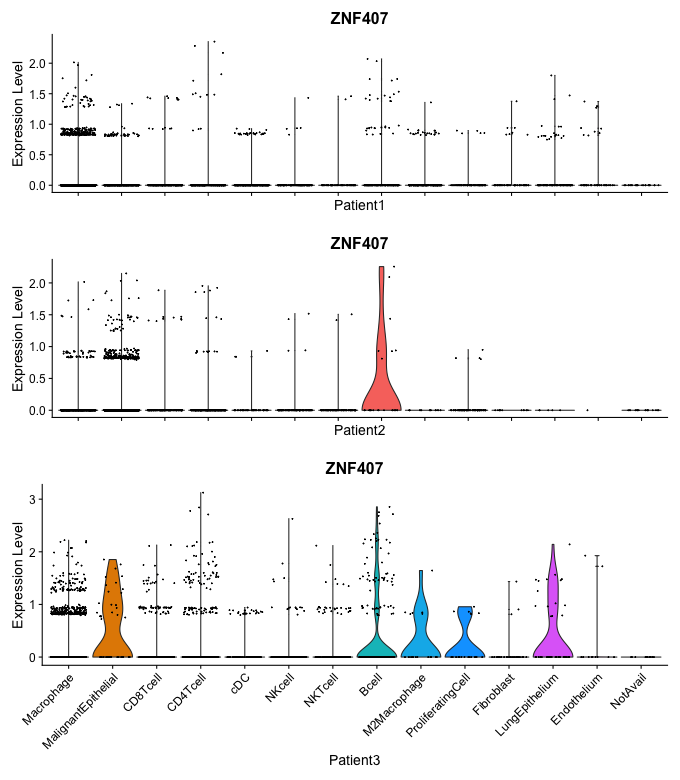 ZNF407
Expression Level
2.0
1.5
1.0
0.5
0.0
Patient1
ZNF407
Expression Level
2.0
1.5
1.0
0.5
0.0
Patient2
ZNF407
Expression Level
3
2
1
0
Macrophage
MalignantEpithelial
CD8Tcell
CD4Tcell
cDC
NKcell
NKTcell
Bcell
M2Macrophage
ProliferatingCell
Fibroblast
LungEpithelium
Endothelium
NotAvail
Patient3